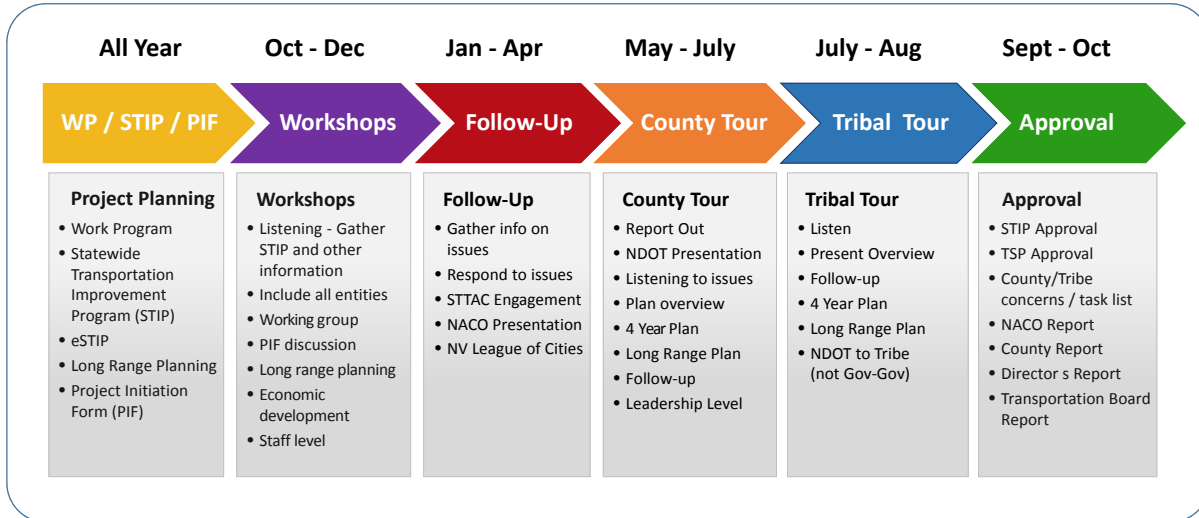 All Year
Oct - Dec
Jan - Apr
May - July
July - Aug
Sept - Oct
WP / STIP / PIF
Workshops
Follow-Up
County Tour
Tribal Tour
Approval
Project Planning
• Work Program
• Statewide
Transportation
Improvement
Program (STIP)
• eSTIP
• Long Range Planning
• Project Initiation
Form (PIF)
Workshops
• Listening - Gather
STIP and other
information
• Include all entities
• Working group
• PIF discussion
• Long range planning
• Economic
development
• Staff level
Follow-Up
• Gather info on
issues
• Respond to issues
• STTAC Engagement
• NACO Presentation
• NV League of Cities
County Tour
• Report Out
• NDOT Presentation
• Listening to issues
• Plan overview
• 4 Year Plan
• Long Range Plan
• Follow-up
• Leadership Level
Tribal Tour
• Listen
• Present Overview
• Follow-up
• 4 Year Plan
• Long Range Plan
• NDOT to Tribe
(not Gov-Gov)
Approval
• STIP Approval
• TSP Approval
• County/Tribe
concerns / task list
• NACO Report
• County Report
• Director s Report
• Transportation Board
Report